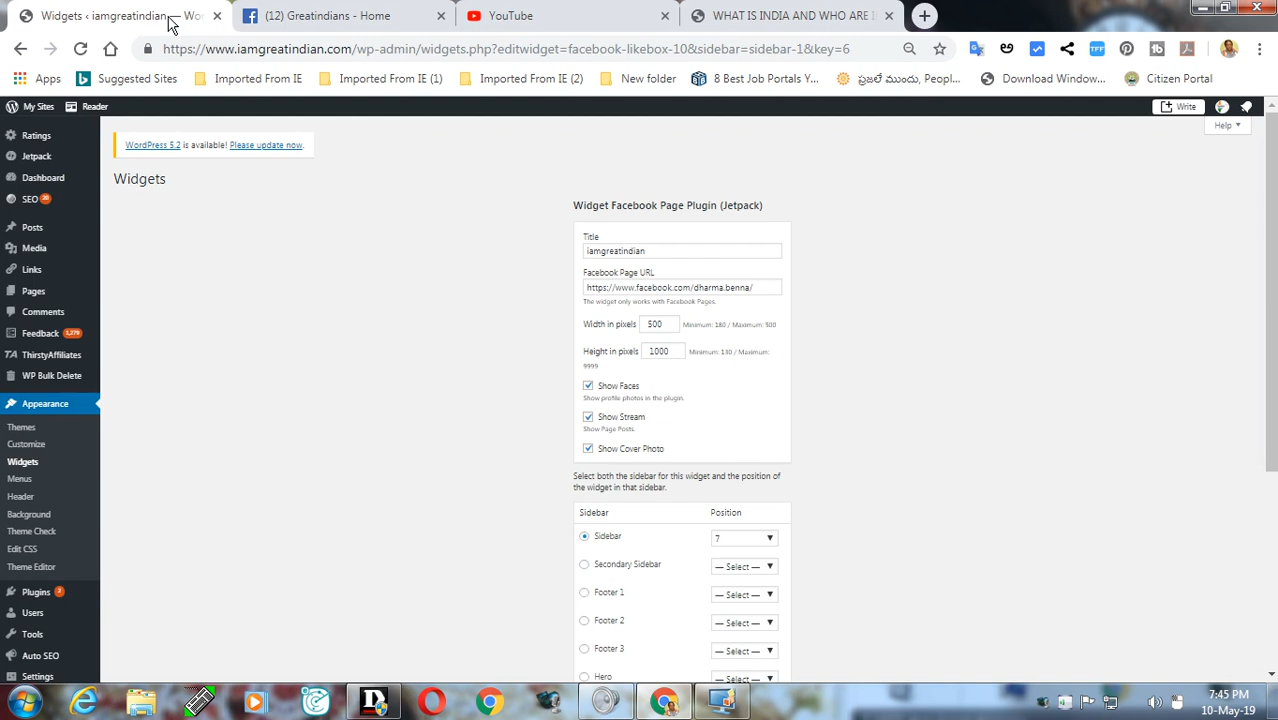 Widgets ‹ iamgreatindian — Wor
(12) Greatindians - Home
YouTube
WHAT IS INDIA AND WHO ARE I
https://www.iamgreatindian.com/wp-admin/widgets.php?editwidget=facebook-likebox-10&sidebar=sidebar-1&key=6
Apps
Suggested Sites
Imported From IE
Imported From IE (1)
Imported From IE (2)
New folder
8 Best Job Portals Y...
ప్రజలే ముందు, Peopl...
Download Window...
Citizen Portal
My Sites
Reader
Write
Help
Ratings
Jetpack
Dashboard
SEO
Posts
Media
Links
Pages
Comments
Feedback 3,279
ThirstyAffiliates
WP Bulk Delete
Appearance
Themes
Customize
Widgets
Menus
Header
Background
Theme Check
Edit CSS
Theme Editor
Plugins 2
Users
Tools
Auto SEO
Settings
WordPress 5.2 is available! Please update now.
Widgets
Widget Facebook Page Plugin (Jetpack)
Title
iamgreatindian
Facebook Page URL
https://www.facebook.com/dharma.benna/
The widget only works with Facebook Pages.
Width in pixels 500 Minimum: 180 / Maximum: 500
Height in pixels 1000 Minimum: 130 / Maximum:
9999
Show Faces
Show profile photos in the plugin.
Show Stream
Show Page Posts.
Show Cover Photo
Select both the sidebar for this widget and the position of
the widget in that sidebar.
Sidebar Position
Sidebar 7
Secondary Sidebar — Select —
Footer 1 — Select —
Footer 2 — Select —
Footer 3 — Select —
Hero — Select —
7:45 PM
10-May-19